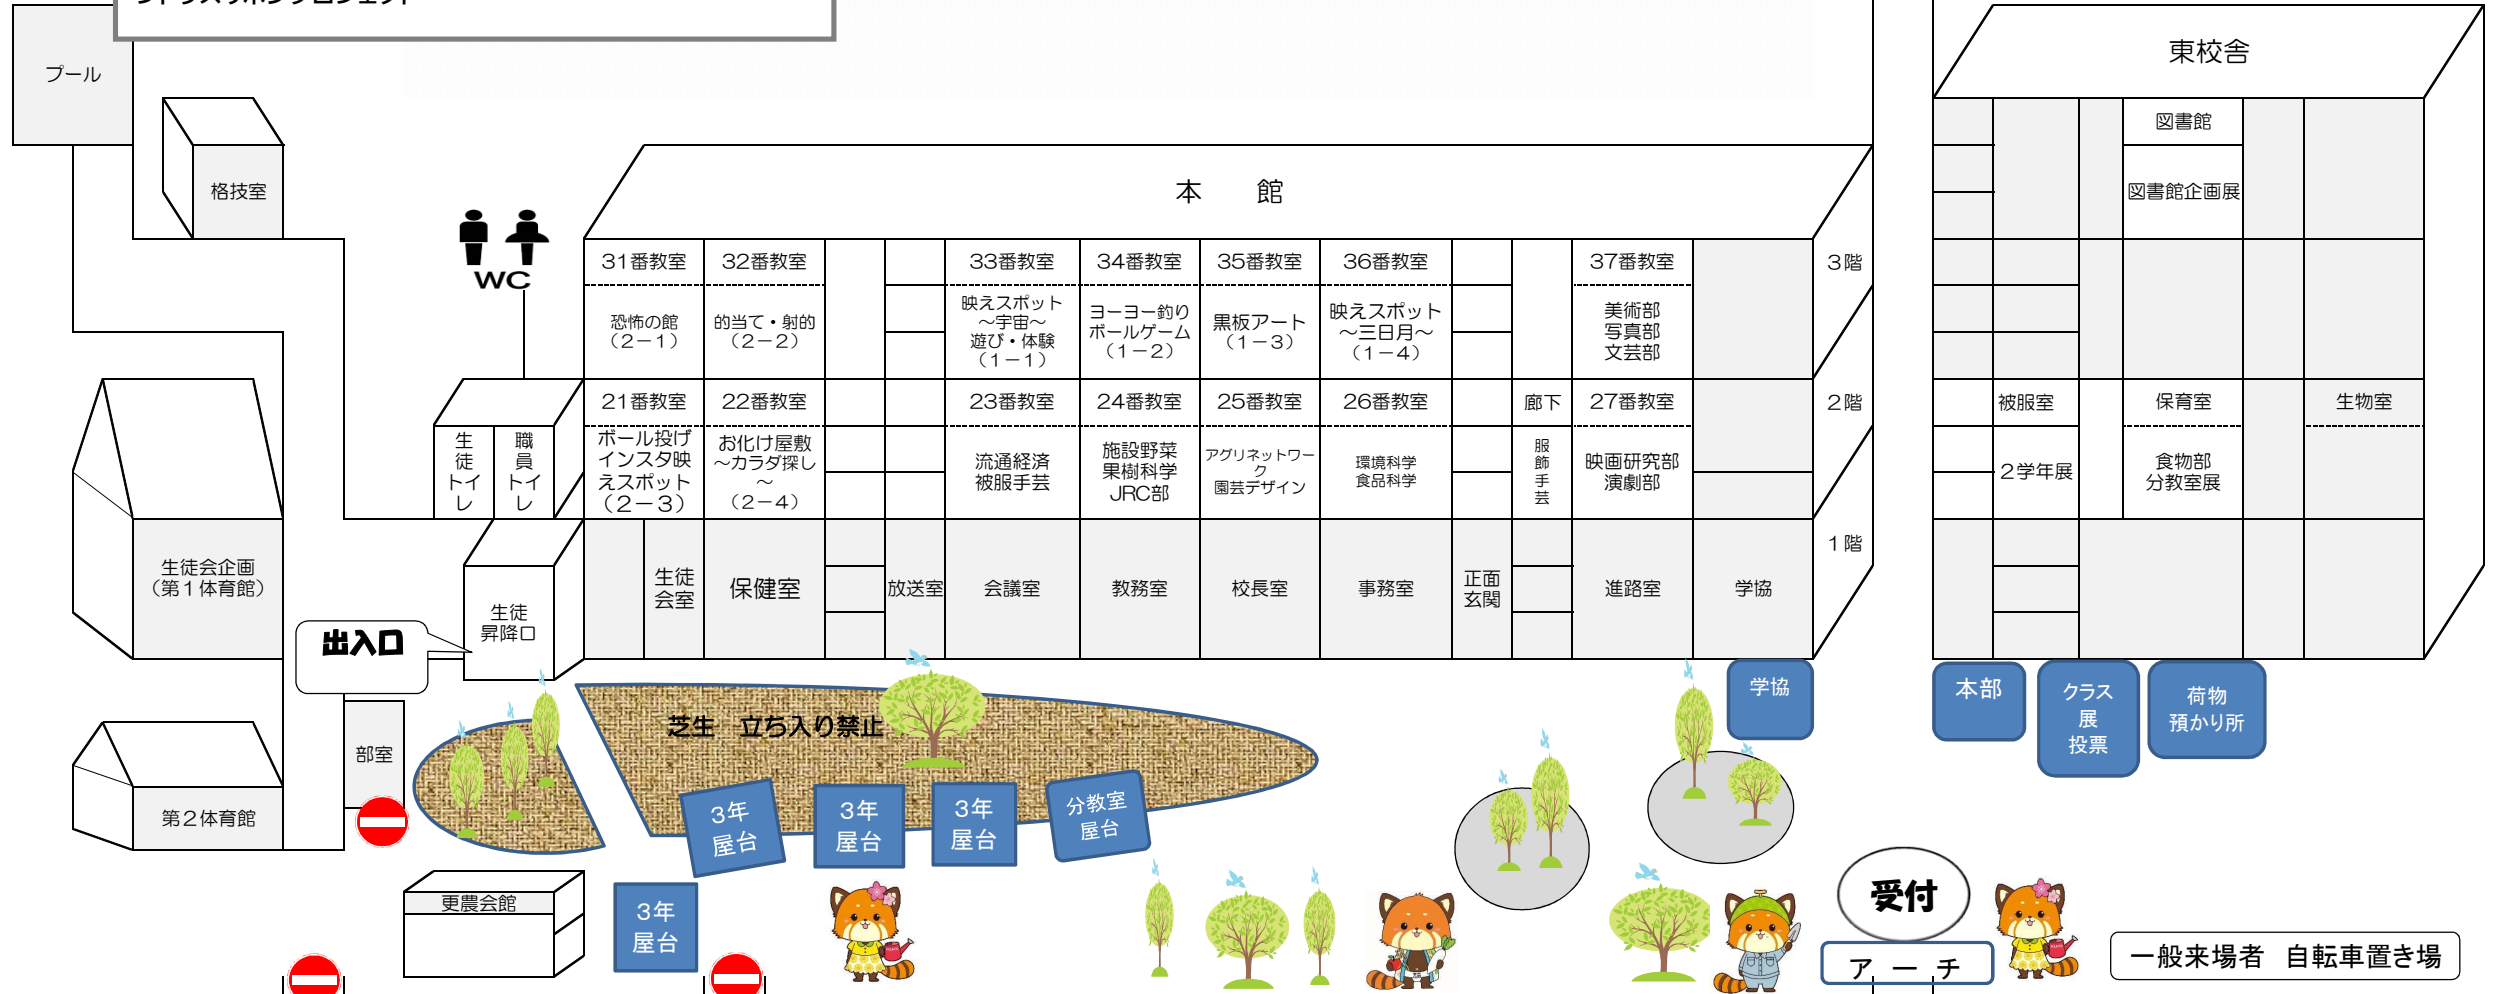 プール
東校舎
図書館
図書館企画展
格技室
本　館
WC
31番教室
32番教室
33番教室
34番教室
35番教室
36番教室
37番教室
3階
恐怖の館
（2－1）
的当て・射的
（2－2）
映えスポット
～宇宙～
遊び・体験
（1－1）
ヨーヨー釣り
ボールゲーム
（1－2）
黒板アート
（1－3）
映えスポット
～三日月～
（1－4）
美術部
写真部
文芸部
21番教室
22番教室
23番教室
24番教室
25番教室
26番教室
廊下
27番教室
2階
被服室
保育室
生物室
生徒トイレ
職員トイレ
ボール投げ
インスタ映
えスポット
（2－3）
お化け屋敷
～カラダ探し
～
（2－4）
流通経済
被服手芸
施設野菜
果樹科学
JRC部
アグリネットワー
ク
園芸デザイン
環境科学
食品科学
服飾手芸
映画研究部
演劇部
2学年展
食物部
分教室展
1階
生徒会企画
（第1体育館）
生徒
昇降口
出入口
生徒
会室
保健室
放送室
会議室
教務室
校長室
事務室
正面
玄関
進路室
学協
学協
本部
クラス
展
投票
荷物
預かり所
芝生　立ち入り禁止
部室
第2体育館
3年
屋台
3年
屋台
3年
屋台
分教室
屋台
更農会館
3年
屋台
受付
アーチ
一般来場者　自転車置き場